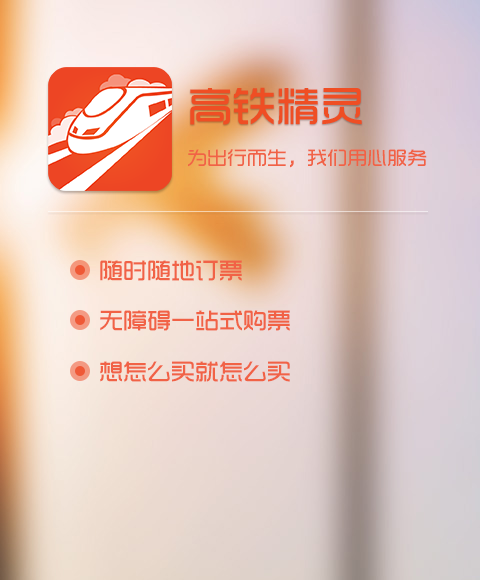 高铁精灵
为出行而生，我们用心服务
随时随地订票
无障碍一站式购票
想怎么买就怎么买